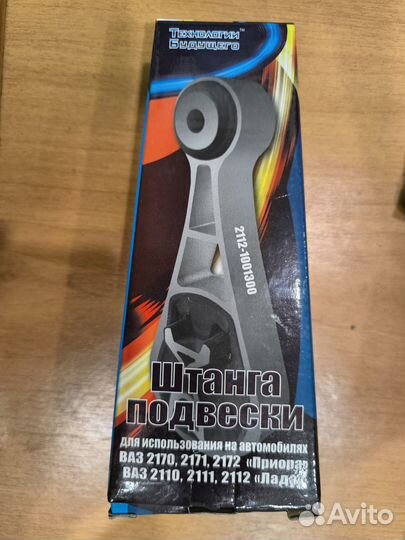 Технологии™
Будущего
2112-1001300
Штанга
подвески
для использования на автомобилях
ВАЗ 2170, 2171, 2172 «Приора»
ВАЗ 2110, 2111, 2112 «Лада»
Avito